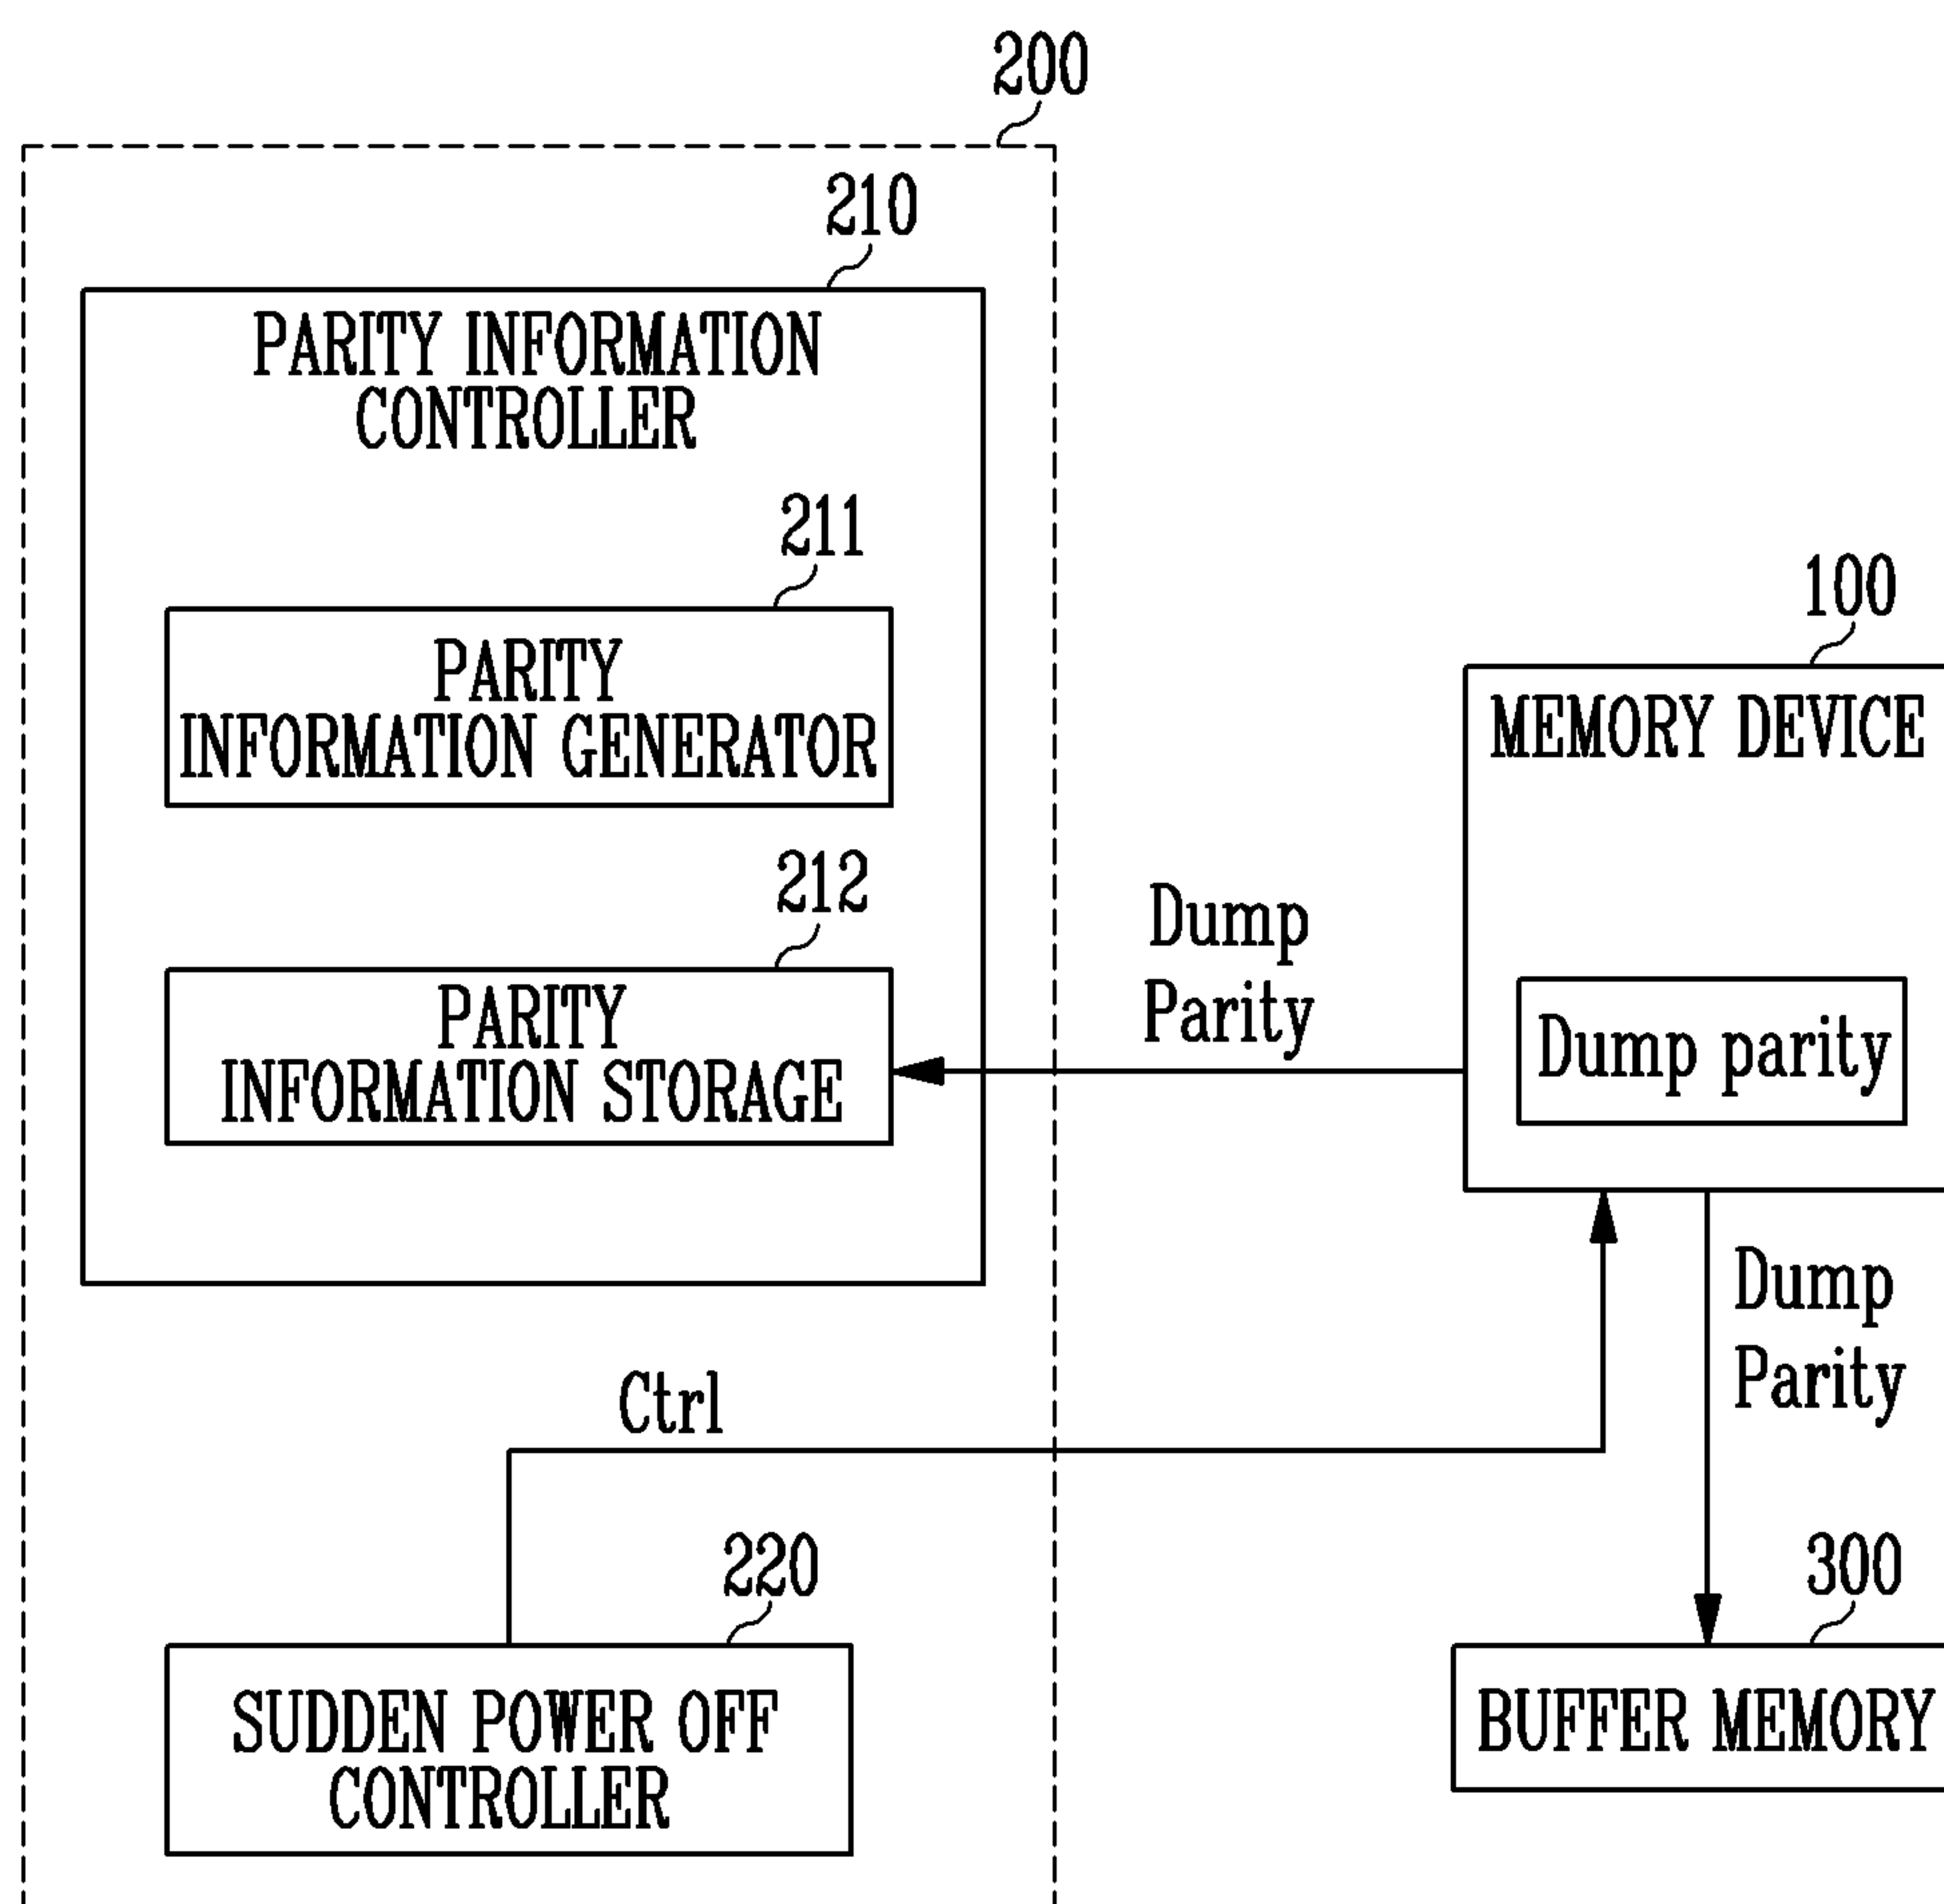 200
210
PARITY INFORMATION
CONTROLLER
211
PARITY
INFORMATION GENERATOR
212
PARITY
INFORMATION STORAGE
Dump
Parity
100
MEMORY DEVICE
Dump parity
Dump
Parity
Ctrl
220
SUDDEN POWER OFF
CONTROLLER
300
BUFFER MEMORY